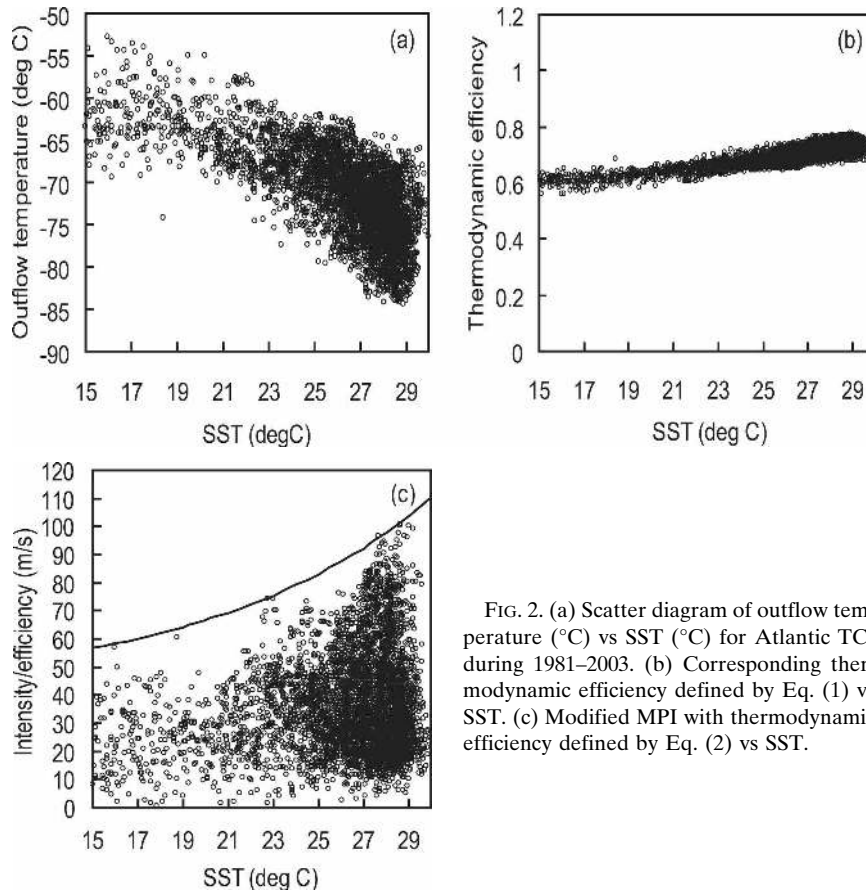 -50
-55
-60
-65
-70
-75
-80
-85
-90
Outflow temperature (deg C)
(a)
15 17 19 21 23 25 27 29
SST (degC)
1.2
1
0.8
0.6
0.4
0.2
0
Thermodynamic efficiency
(b)
15 17 19 21 23 25 27 29
SST (deg C)
120
110
100
90
80
70
60
50
40
30
20
10
0
Intensity/efficiency (m/s)
(c)
15 17 19 21 23 25 27 29
SST (deg C)
FIG. 2. (a) Scatter diagram of outflow tem
perature (°C) vs SST (°C) for Atlantic TC
during 1981–2003. (b) Corresponding ther
modynamic efficiency defined by Eq. (1) v
SST. (c) Modified MPI with thermodynami
efficiency defined by Eq. (2) vs SST.